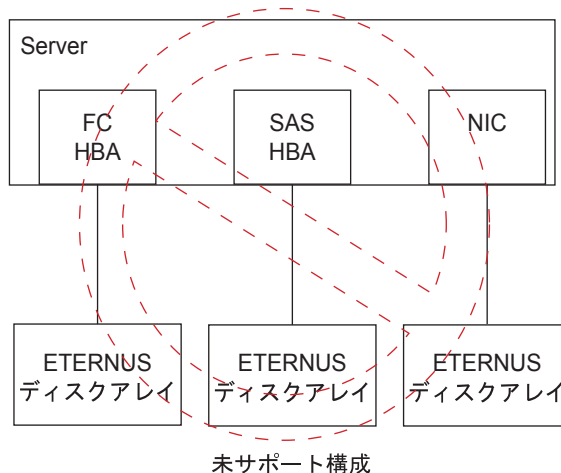 Server
FC
HBA
SAS
HBA
NIC
ETERNUS
ディスクアレイ
ETERNUS
ディスクアレイ
ETERNUS
ディスクアレイ
未サポート構成